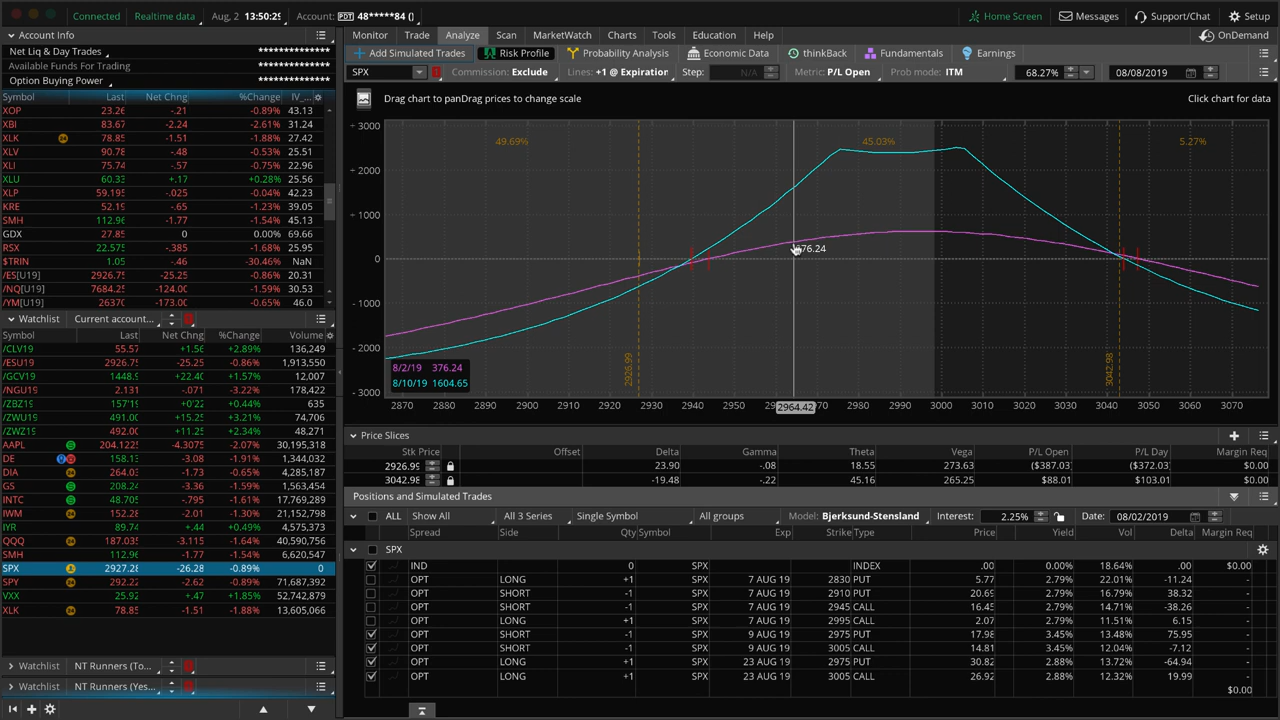 Connected Realtime data Aug, 2 13:50:29 Account: PDT 48*****84 () Home Screen Messages Support/Chat Setup
Account Info
Net Liq & Day Trades **************
Available Funds For Trading **************
Option Buying Power **************
Symbol Last Net Chng %Change IV_...
XOP 23.26 -.21 -0.89% 43.13
XBI 83.67 -2.24 -2.61% 31.24
XLK 78.85 -1.51 -1.88% 27.42
XLV 90.78 -.48 -0.53% 25.51
XLI 75.74 -.57 -0.75% 22.96
XLU 60.33 +.17 +0.28% 25.56
XLP 59.195 -.025 -0.04% 42.23
KRE 52.19 -.65 -1.23% 39.05
SMH 112.96 -1.77 -1.54% 45.13
GDX 27.85 0 0.00% 69.66
RSX 22.575 -.385 -1.68% 25.95
$TRIN 1.05 -.46 -30.46% NaN
/ES[U19] 2926.75 -25.25 -0.86% 20.31
/NQ[U19] 7684.25 -124.00 -1.59% 30.53
/YM[U19] 26370 -173.00 -0.65% 46.0
Watchlist Current account...
Symbol Last Net Chng %Change Volume
/CLV19 55.57 +1.56 +2.89% 136,249
/ESU19 2926.75 -25.25 -0.86% 1,913,550
/GCV19 1448.9 +22.40 +1.57% 12,007
/NGU19 2.131 -.071 -3.22% 178,422
/ZBZ19 153'2 +0'22 +0.44% 635
/ZWU19 491.00 +15.25 +3.21% 74,706
/ZWZ19 492.00 +11.25 +2.34% 48,271
AAPL 204.1225 -4.3075 -2.07% 30,195,318
DE 158.13 -3.08 -1.91% 1,344,032
DIA 264.03 -1.73 -0.65% 4,285,187
GS 208.24 -3.36 -1.59% 1,563,454
INTC 48.705 -.795 -1.61% 17,769,289
IWM 152.28 -2.01 -1.30% 21,152,798
IYR 89.74 +.44 +0.49% 4,575,373
QQQ 187.035 -3.115 -1.64% 40,590,756
SMH 112.96 -1.77 -1.54% 6,620,547
SPX 2927.28 -26.28 -0.89% 0
SPY 292.22 -2.62 -0.89% 71,687,392
VXX 25.92 +.47 +1.85% 52,742,879
XLK 78.85 -1.51 -1.88% 13,605,066
Watchlist NT Runners (To...
Watchlist NT Runners (Yes...
Monitor Trade Analyze Scan MarketWatch Charts Tools Education Help OnDemand
Add Simulated Trades Risk Profile Probability Analysis Economic Data thinkBack Fundamentals Earnings
SPX Commission: Exclude Lines: +1 @ Expiration Step: N/A Metric: P/L Open Prob mode: ITM 68.27% 08/08/2019
Drag chart to panDrag prices to change scale Click chart for data
+ 3000
+ 2000
+ 1000
0
- 1000
- 2000
- 3000
49.69% 45.03% 5.27%
376.24
2926.99 3042.98
8/2/19 376.24
8/10/19 1604.65
2870 2880 2890 2900 2910 2920 2930 2940 2950 2964.42 2970 2980 2990 3000 3010 3020 3030 3040 3050 3060 3070
Price Slices
Stk Price Offset Delta Gamma Theta Vega P/L Open P/L Day Margin Req
2926.99 23.90 -.08 18.55 273.63 ($387.03) ($372.03) $0.00
3042.98 -19.48 -.22 45.16 265.25 $88.01 $103.01 $0.00
Positions and Simulated Trades
ALL Show All All 3 Series Single Symbol All groups Model: Bjerksund-Stensland Interest: 2.25% Date: 08/02/2019
Spread Side Qty Symbol Exp Strike Type Price Yield Vol Delta Margin Req
SPX
IND 0 SPX INDEX .00 0.00% 18.64% .00 $0.00
OPT LONG +1 SPX 7 AUG 19 2830 PUT 5.77 2.79% 22.01% -11.24 -
OPT SHORT -1 SPX 7 AUG 19 2910 PUT 20.69 2.79% 17.97% 38.32 -
OPT SHORT -1 SPX 7 AUG 19 2945 CALL 16.45 2.79% 14.71% -38.26 -
OPT LONG +1 SPX 7 AUG 19 2995 CALL 2.07 2.79% 11.51% 6.15 -
OPT SHORT -1 SPX 9 AUG 19 2975 PUT 17.98 3.45% 13.48% 75.95 -
OPT SHORT -1 SPX 9 AUG 19 3005 CALL 14.81 3.45% 12.04% -7.12 -
OPT LONG +1 SPX 23 AUG 19 2975 PUT 30.82 2.88% 13.72% -64.94 -
OPT LONG +1 SPX 23 AUG 19 3005 CALL 26.92 2.88% 12.32% 19.99 -
$0.00